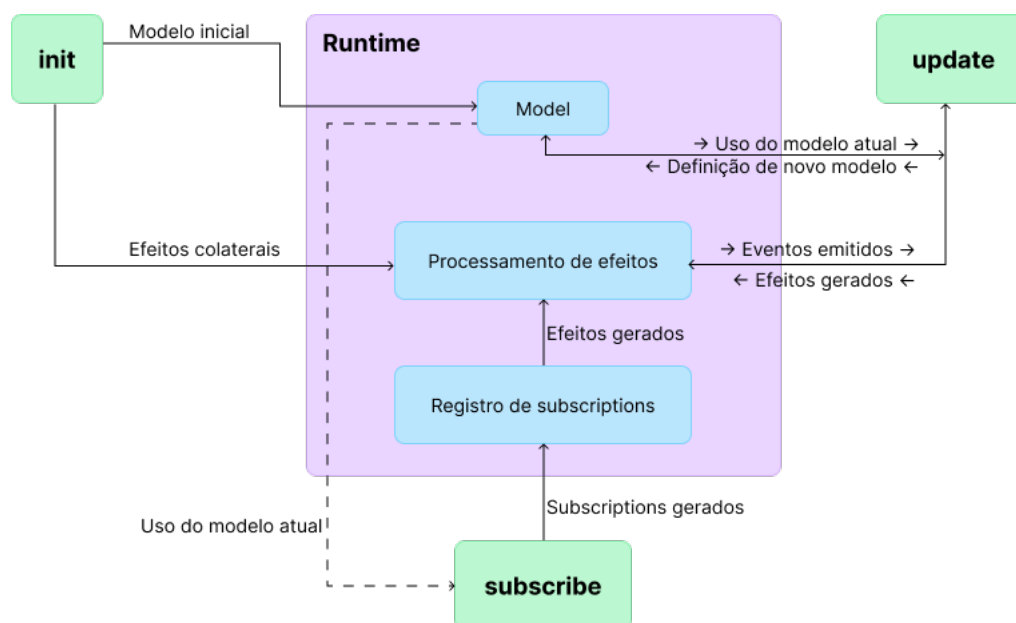 Modelo inicial
init
Runtime
update
Model
→ Uso do modelo atual →
← Definição de novo modelo ←
Efeitos colaterais
Processamento de efeitos
→ Eventos emitidos →
← Efeitos gerados ←
Efeitos gerados
Registro de subscriptions
Subscriptions gerados
Uso do modelo atual
subscribe